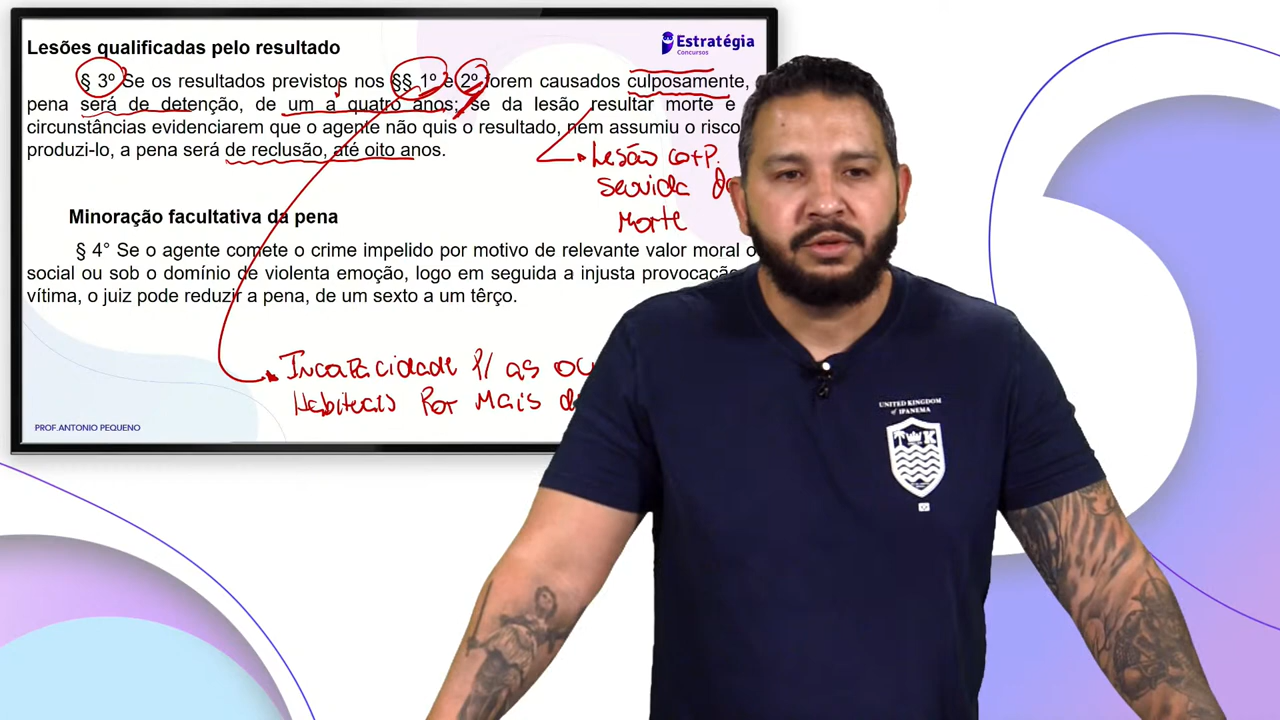 Lesões qualificadas pelo resultado
Estratégia
Concursos
§ 3º Se os resultados previstos nos §§ 1º e 2º forem causados culposamente,
pena será de detenção, de um a quatro anos; se da lesão resultar morte e
circunstâncias evidenciarem que o agente não quis o resultado, nem assumiu o risco
produzi-lo, a pena será de reclusão, até oito anos.
Lesão corp.
seguida
morte
Minoração facultativa da pena
§ 4° Se o agente comete o crime impelido por motivo de relevante valor moral
social ou sob o domínio de violenta emoção, logo em seguida a injusta provocação
vítima, o juiz pode reduzir a pena, de um sexto a um têrço.
Incapacidade p/ as
Habituais por mais
PROF.ANTONIO PEQUENO
UNITED KINGDOM
of IPANEMA